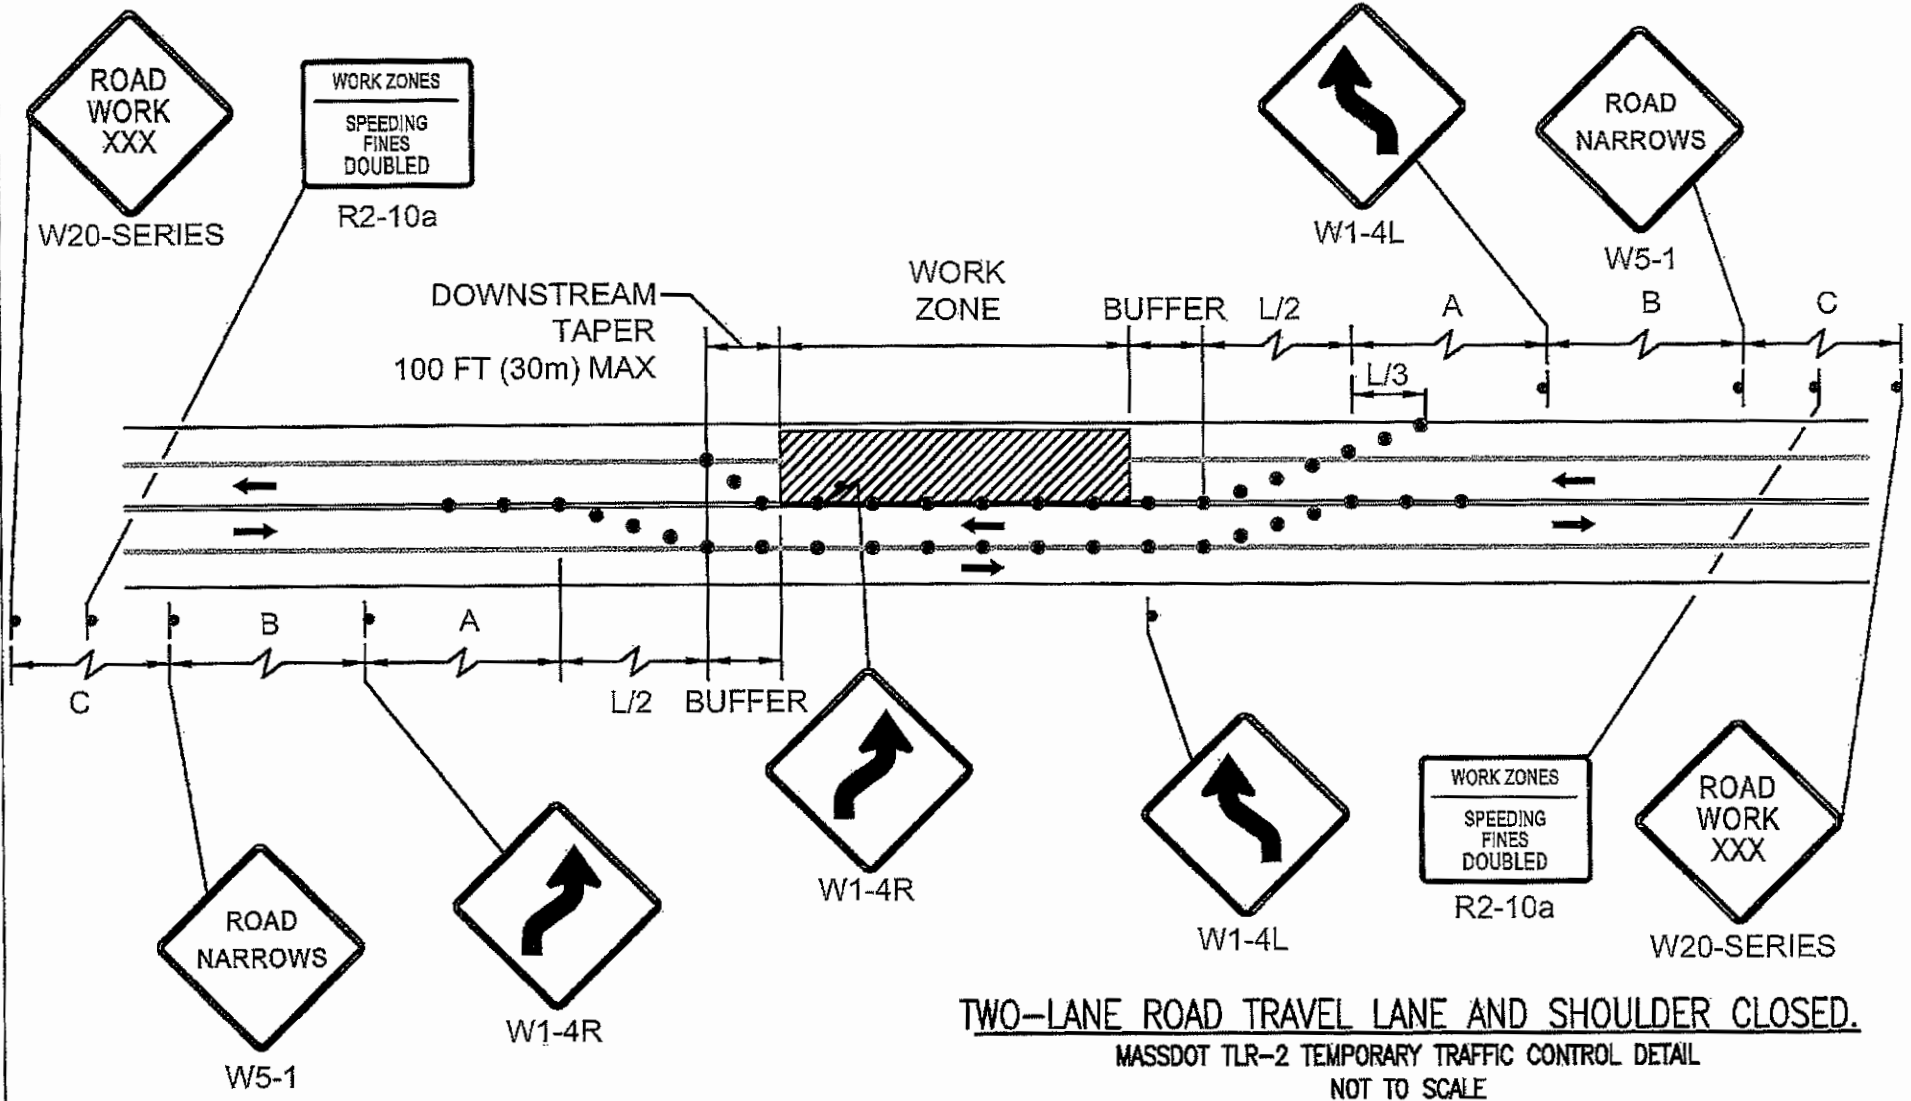 ROAD
WORK
XXX
W20-SERIES
WORK ZONES
SPEEDING
FINES
DOUBLED
R2-10a
W1-4L
ROAD
NARROWS
W5-1
DOWNSTREAM
TAPER
100 FT (30m) MAX
WORK
ZONE
BUFFER
L/2
A
B
C
L/3
C
B
A
L/2
BUFFER
ROAD
NARROWS
W5-1
W1-4R
W1-4R
W1-4L
WORK ZONES
SPEEDING
FINES
DOUBLED
R2-10a
ROAD
WORK
XXX
W20-SERIES
TWO-LANE ROAD TRAVEL LANE AND SHOULDER CLOSED.
MASSDOT TLR-2 TEMPORARY TRAFFIC CONTROL DETAIL
NOT TO SCALE